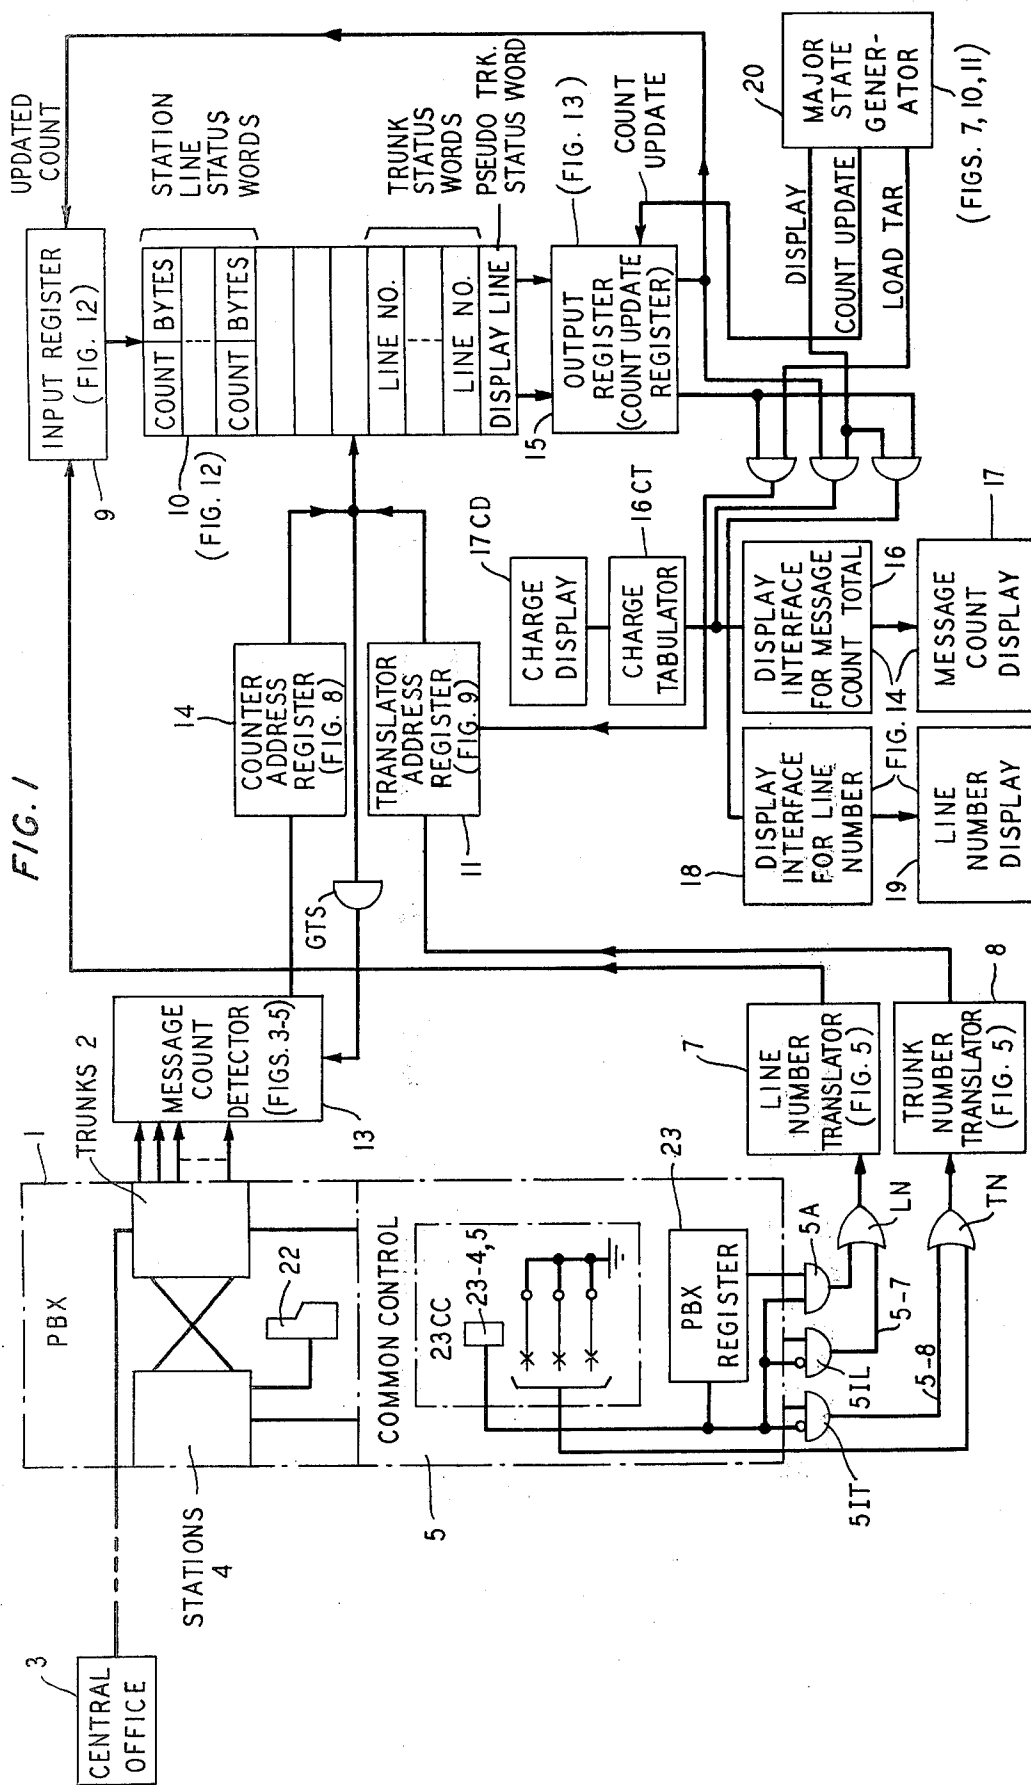 FIG. 1
3
CENTRAL
OFFICE
1
PBX
TRUNKS 2
STATIONS
4
22
COMMON CONTROL
5
23CC
23-4,5
PBX
REGISTER
23
5A
5IL
5IT
5-7
5-8
LN
TN
7
LINE
NUMBER
TRANSLATOR
(FIG. 5)
TRUNK
NUMBER
TRANSLATOR
(FIG. 5)
8
MESSAGE
COUNT
DETECTOR
(FIGS. 3-5)
13
GTS
14
COUNTER
ADDRESS
REGISTER
(FIG. 8)
TRANSLATOR
ADDRESS
REGISTER
(FIG. 9)
11
UPDATED
COUNT
INPUT REGISTER
(FIG. 12)
9
10
(FIG. 12)
COUNT BYTES
COUNT BYTES
LINE NO.
LINE NO.
DISPLAY LINE
STATION
LINE
STATUS
WORDS
TRUNK
STATUS
WORDS
PSEUDO TRK.
STATUS WORD
15
OUTPUT
REGISTER
(COUNT UPDATE
REGISTER)
(FIG. 13)
COUNT
UPDATE
17CD
CHARGE
DISPLAY
16CT
CHARGE
TABULATOR
18
DISPLAY
INTERFACE
FOR LINE
NUMBER
DISPLAY
INTERFACE
FOR MESSAGE
COUNT TOTAL
16
FIG. 14
19
LINE
NUMBER
DISPLAY
MESSAGE
COUNT
DISPLAY
17
DISPLAY
COUNT UPDATE
LOAD TAR
20
MAJOR
STATE
GENER-
ATOR
(FIGS. 7,10,11)